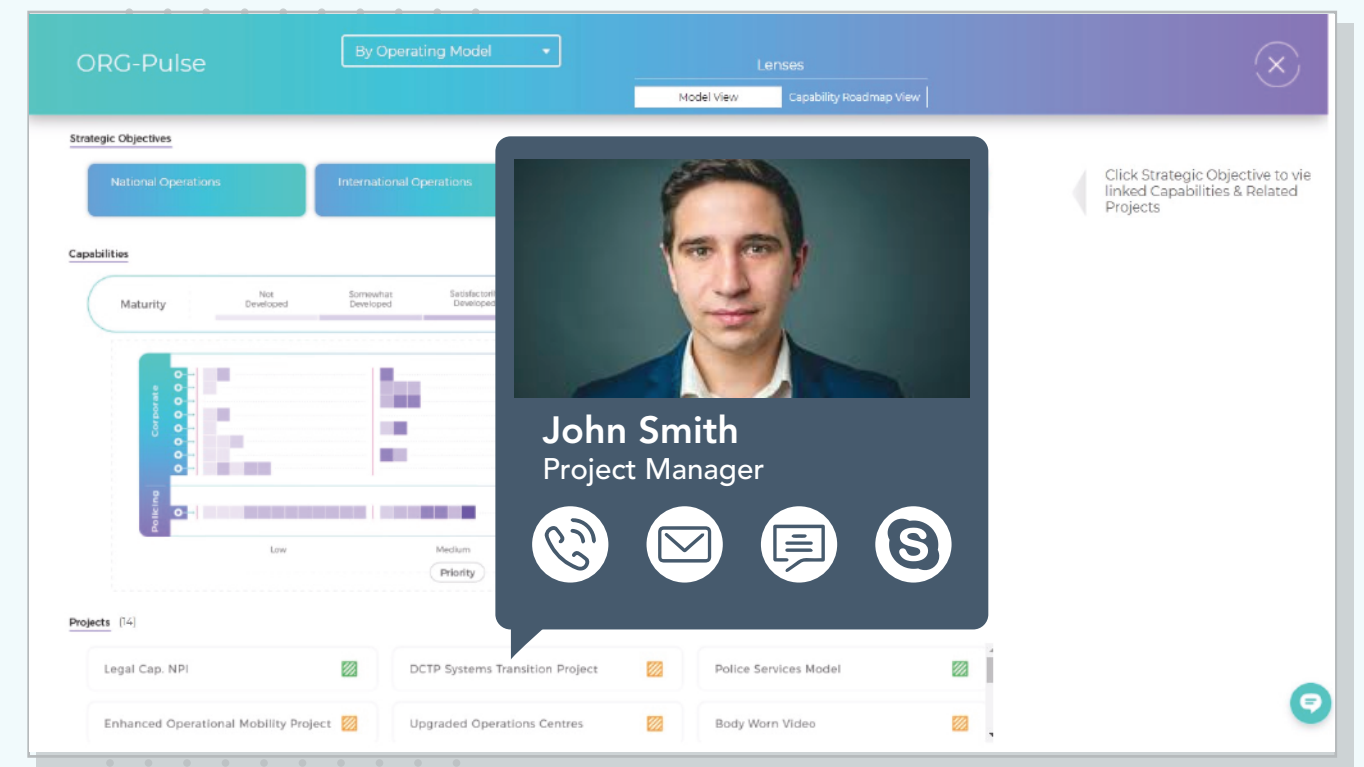 ORG-Pulse
By Operating Model
Lenses
Model View
Capability Roadmap View
Strategic Objectives
National Operations
International Operations
Click Strategic Objective to vie
linked Capabilities & Related
Projects
Capabilities
Maturity
Not
Developed
Somewhat
Developed
Developed
Corporate
Policing
Low
Medium
Priority
John Smith
Project Manager
Projects (14)
Legal Cap. NPI
DCTP Systems Transition Project
Police Services Model
Enhanced Operational Mobility Project
Upgraded Operations Centres
Body Worn Video